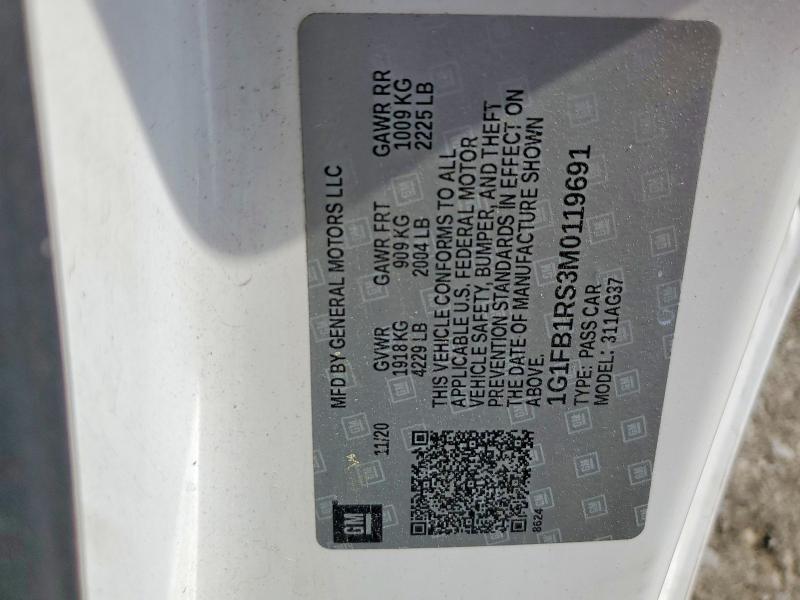 MFD BY GENERAL MOTORS LLC
GM
11/20
GVWR GAWR FRT GAWR RR
1918 KG 909 KG 1009 KG
4229 LB 2004 LB 2225 LB
THIS VEHICLE CONFORMS TO ALL
APPLICABLE U.S. FEDERAL MOTOR
VEHICLE SAFETY, BUMPER, AND THEFT
PREVENTION STANDARDS IN EFFECT ON
THE DATE OF MANUFACTURE SHOWN
ABOVE.
8624
1G1FB1RS3M0119691
TYPE: PASS CAR
MODEL: 311AG37